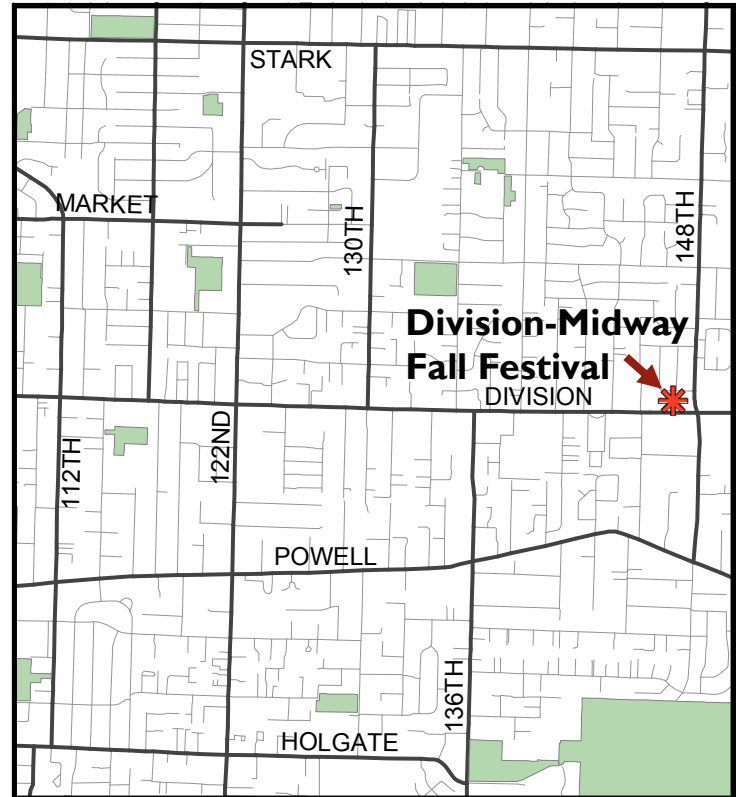 STARK
MARKET
130TH
148TH
Division-Midway
Fall Festival
DIVISION
112TH
122ND
POWELL
136TH
HOLGATE